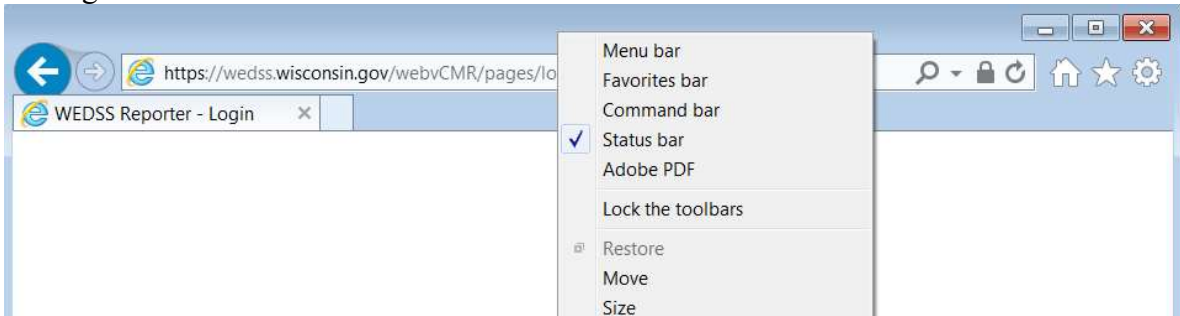 https://wedss.wisconsin.gov/webvCMR/pages/lo
WEDSS Reporter - Login
Menu bar
Favorites bar
Command bar
Status bar
Adobe PDF
Lock the toolbars
Restore
Move
Size